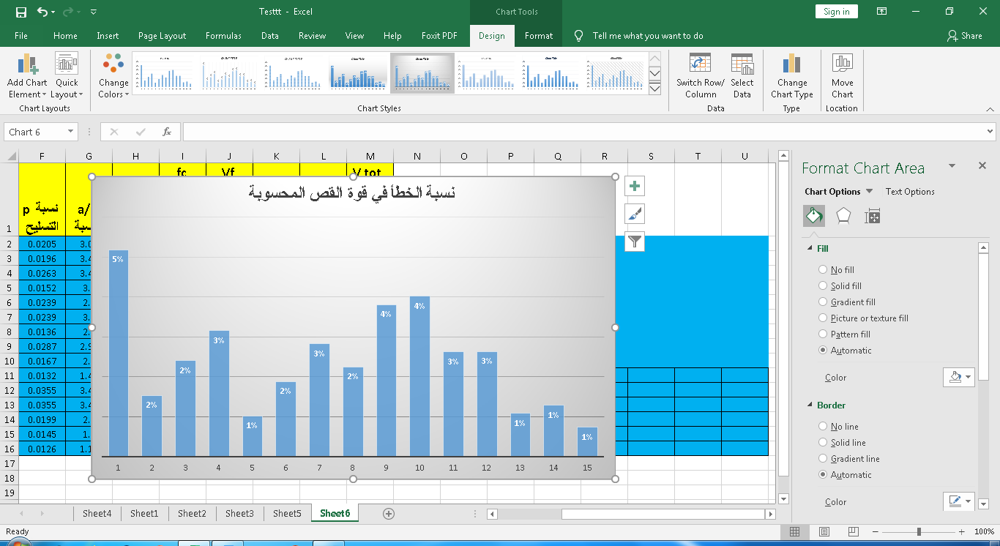 Testtt - Excel
Chart Tools
Sign in
File Home Insert Page Layout Formulas Data Review View Help Foxit PDF Design Format Tell me what you want to do Share
Add Chart Element
Quick Layout
Change Colors
Switch Row/ Column
Select Data
Change Chart Type
Move Chart
Chart Layouts
Chart Styles
Data
Type
Location
Chart 6
fx
F G H I J K L M N O P Q R S T U
fc Vf V tot
نسبة p
التسليح
a/
1
2 0.0205 3.0
3 0.0196 3.4
4 0.0263 3.4
5 0.0152 3.
6 0.0239 2.
7 0.0239 3.
8 0.0136 2.
9 0.0287 2.9
10 0.0167 2.
11 0.0132 1.4
12 0.0355 3.4
13 0.0355 3.4
14 0.0199 2.
15 0.0145 1.
16 0.0126 1.1
17
18
19
نسبة الخطأ في قوة القص المحسوبة
5% 2% 2% 3% 1% 2% 3% 2% 4% 4% 3% 3% 1% 1% 1%
1 2 3 4 5 6 7 8 9 10 11 12 13 14 15
Format Chart Area
Chart Options Text Options
Fill
No fill
Solid fill
Gradient fill
Picture or texture fill
Pattern fill
Automatic
Color
Border
No line
Solid line
Gradient line
Automatic
Color
Sheet4 Sheet1 Sheet2 Sheet3 Sheet5 Sheet6
Ready
100%